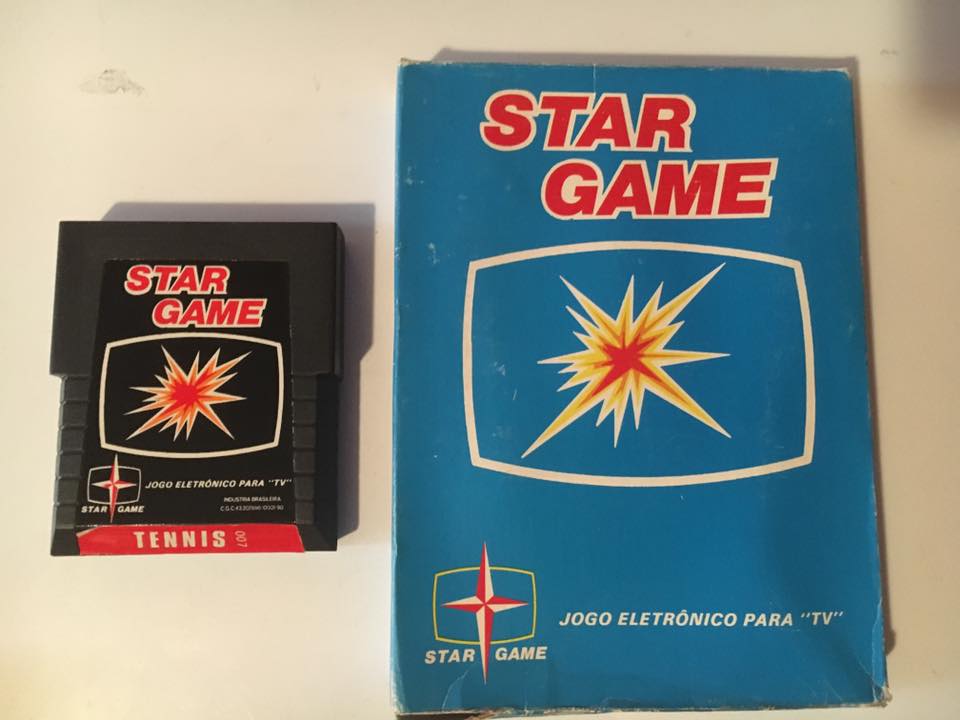 STAR
GAME
JOGO ELETRÔNICO PARA "TV"
STAR GAME
INDUSTRIA BRASILEIRA
TENNIS 007
STAR
GAME
JOGO ELETRÔNICO PARA "TV"
STAR GAME